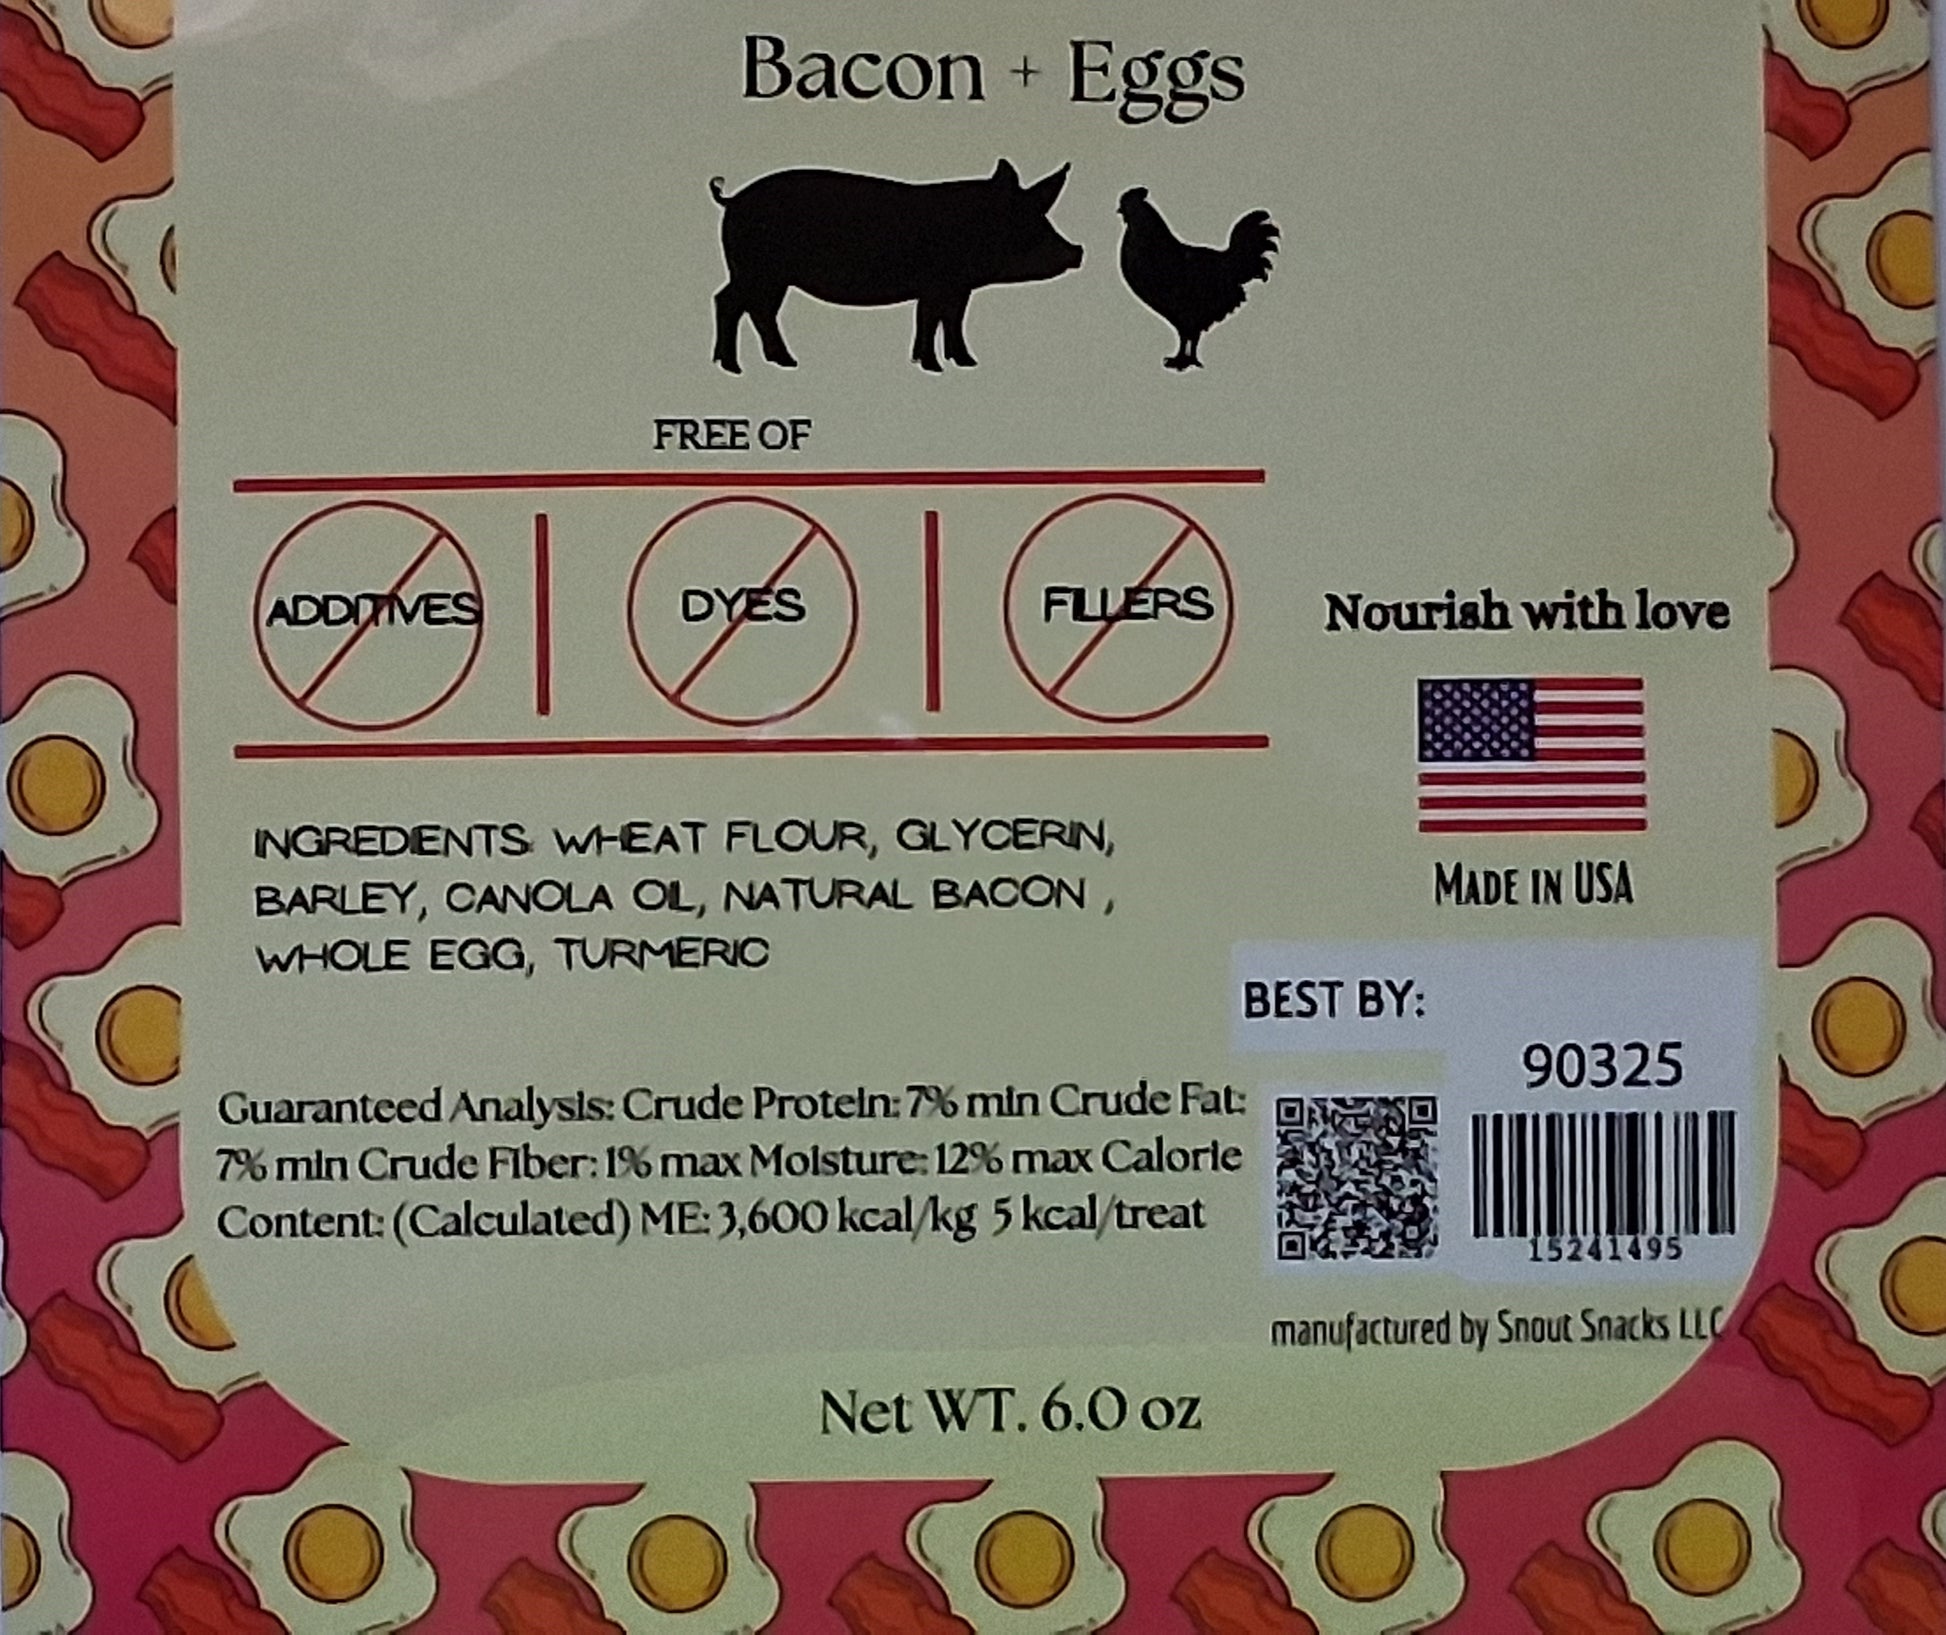 Bacon + Eggs
FREE OF
ADDITIVES
DYES
FILLERS
Nourish with love
MADE IN USA
INGREDIENTS: WHEAT FLOUR, GLYCERIN,
BARLEY, CANOLA OIL, NATURAL BACON ,
WHOLE EGG, TURMERIC
BEST BY:
90325
Guaranteed Analysis: Crude Protein: 7% min Crude Fat:
7% min Crude Fiber: 1% max Moisture: 12% max Calorie
Content: (Calculated) ME: 3,600 kcal/kg 5 kcal/treat
15241495
manufactured by Snout Snacks LLC
Net WT. 6.0 oz